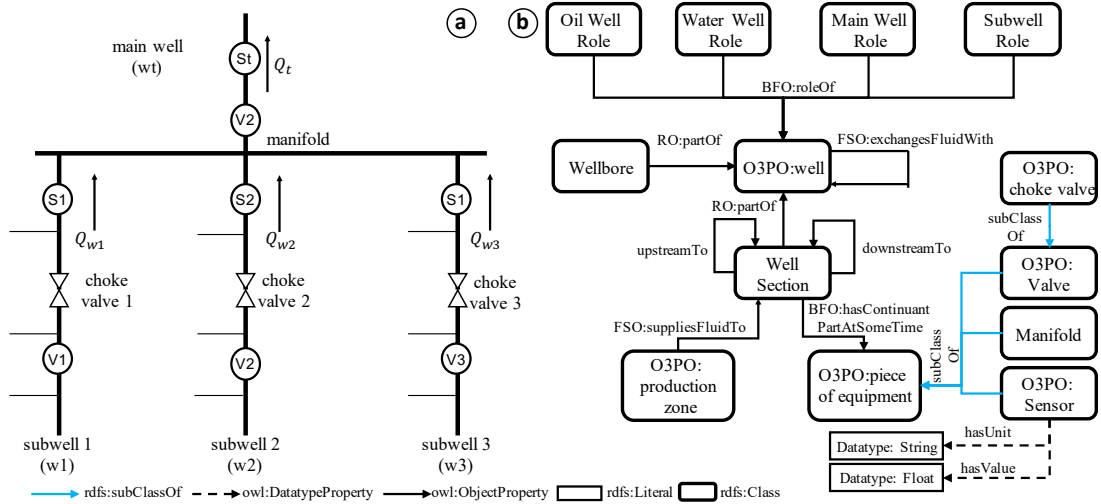 a
main well
(wt)
St
Q_t
V2
manifold
S1
S2
S1
Q_w1
Q_w2
Q_w3
choke
valve 1
choke
valve 2
choke
valve 3
V1
V2
V3
subwell 1
(w1)
subwell 2
(w2)
subwell 3
(w3)
b
Oil Well
Role
Water Well
Role
Main Well
Role
Subwell
Role
BFO:roleOf
RO:partOf
FSO:exchangesFluidWith
Wellbore
O3PO:well
O3PO:
choke valve
RO:partOf
subClass
Of
upstreamTo
downstreamTo
Well
Section
O3PO:
Valve
BFO:hasContinuant
PartAtSomeTime
FSO:suppliesFluidTo
Manifold
subClass
Of
O3PO:
production
zone
O3PO:piece
of equipment
O3PO:
Sensor
hasUnit
Datatype: String
hasValue
Datatype: Float
rdfs:subClassOf
owl:DatatypeProperty
owl:ObjectProperty
rdfs:Literal
rdfs:Class